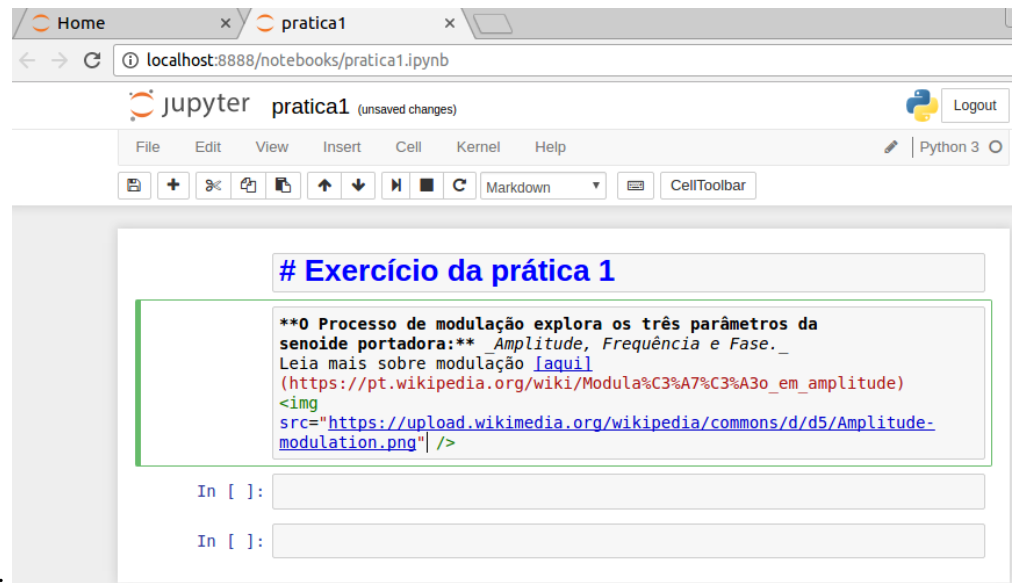 Home × pratica1 ×
localhost:8888/notebooks/pratica1.ipynb
jupyter pratica1 (unsaved changes) Logout
File Edit View Insert Cell Kernel Help Python 3
Markdown CellToolbar
# Exercício da prática 1
**O Processo de modulação explora os três parâmetros da
senoide portadora:** _Amplitude, Frequência e Fase._
Leia mais sobre modulação [aqui]
(https://pt.wikipedia.org/wiki/Modula%C3%A7%C3%A3o_em_amplitude)
<img
src="https://upload.wikimedia.org/wikipedia/commons/d/d5/Amplitude-
modulation.png" />
In [ ]:
In [ ]: